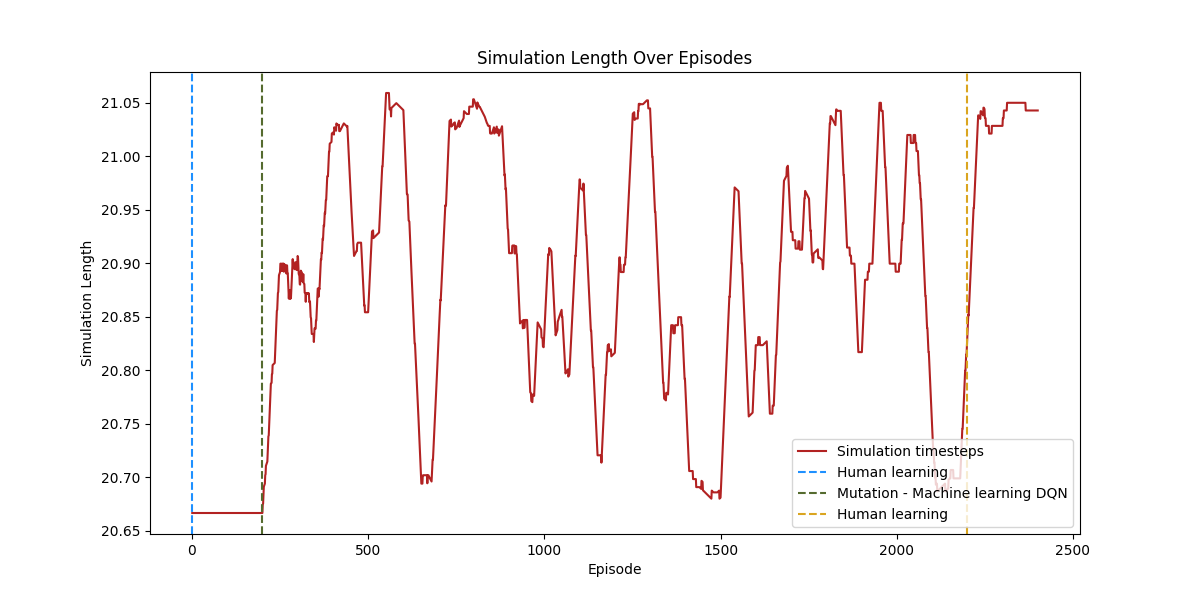 Simulation Length Over Episodes
Simulation Length
21.05
21.00
20.95
20.90
20.85
20.80
20.75
20.70
20.65
Simulation timesteps
Human learning
Mutation - Machine learning DQN
Human learning
0 500 1000 1500 2000 2500
Episode